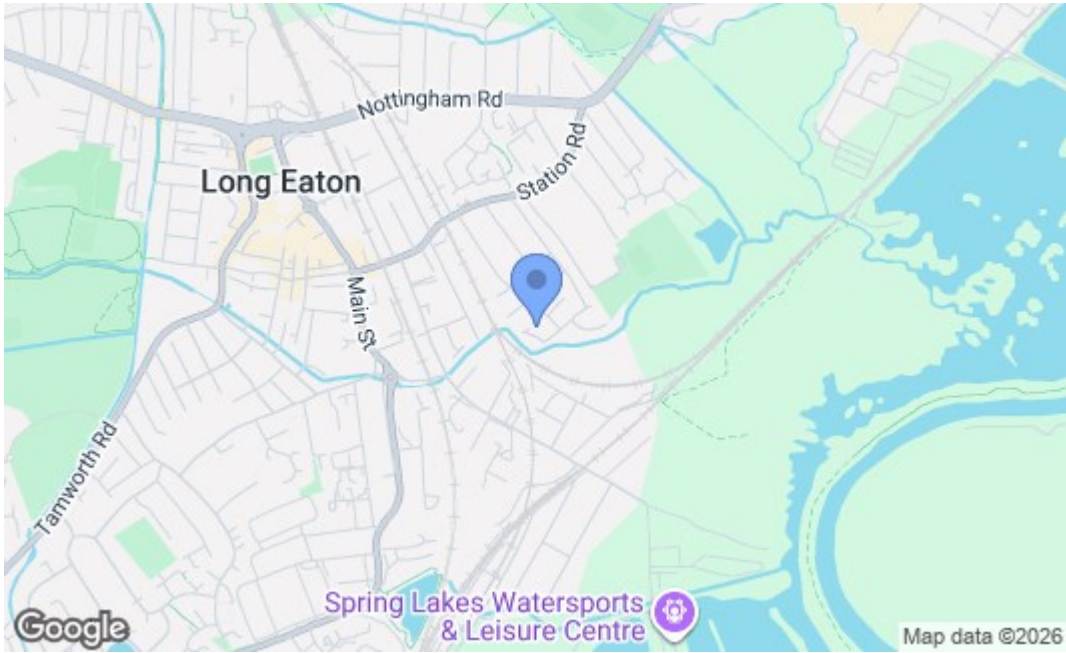 Nottingham Rd
Station Rd
Long Eaton
Main St
Tamworth Rd
Spring Lakes Watersports
& Leisure Centre
Google
Map data ©2026